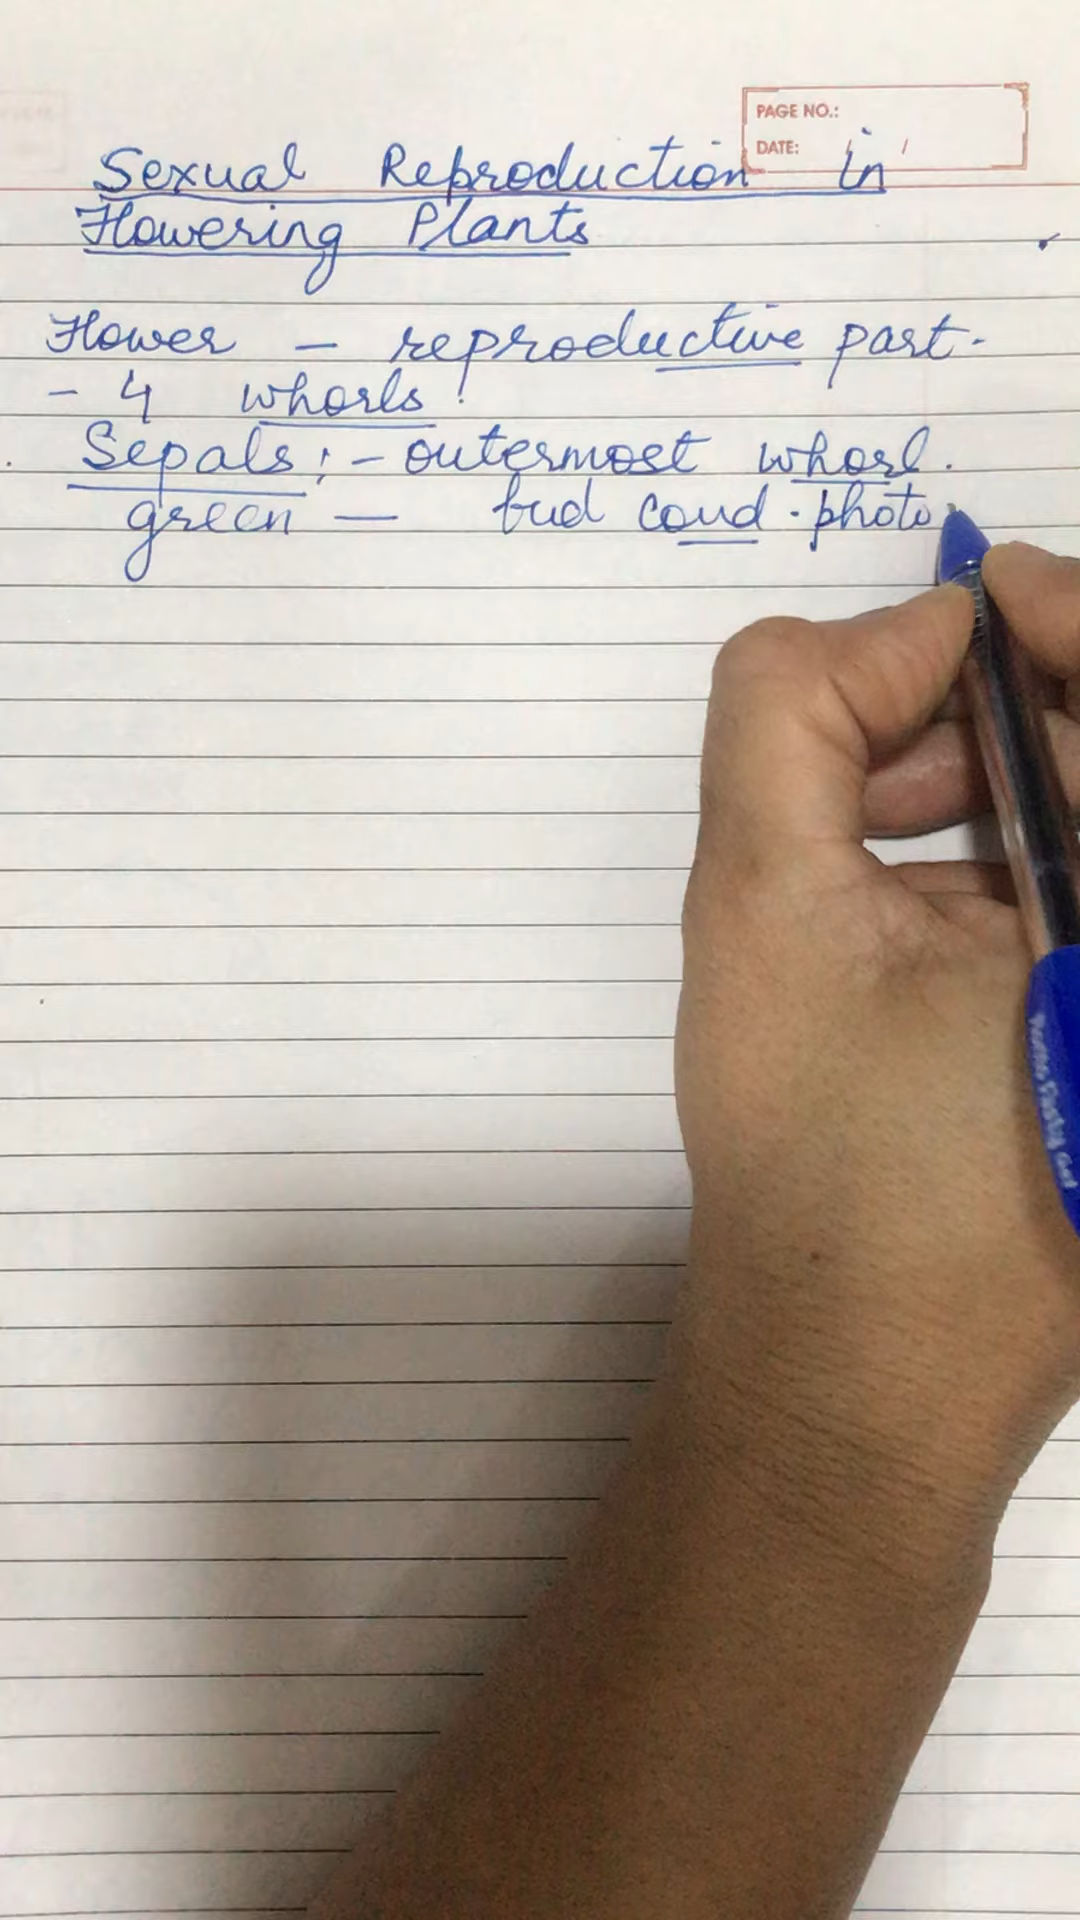 PAGE NO.:
DATE: / /
Sexual Reproduction in
Flowering Plants
Flower - reproductive part.
- 4 whorls.
Sepals; - outermost whorl.
green - bud cond. photo